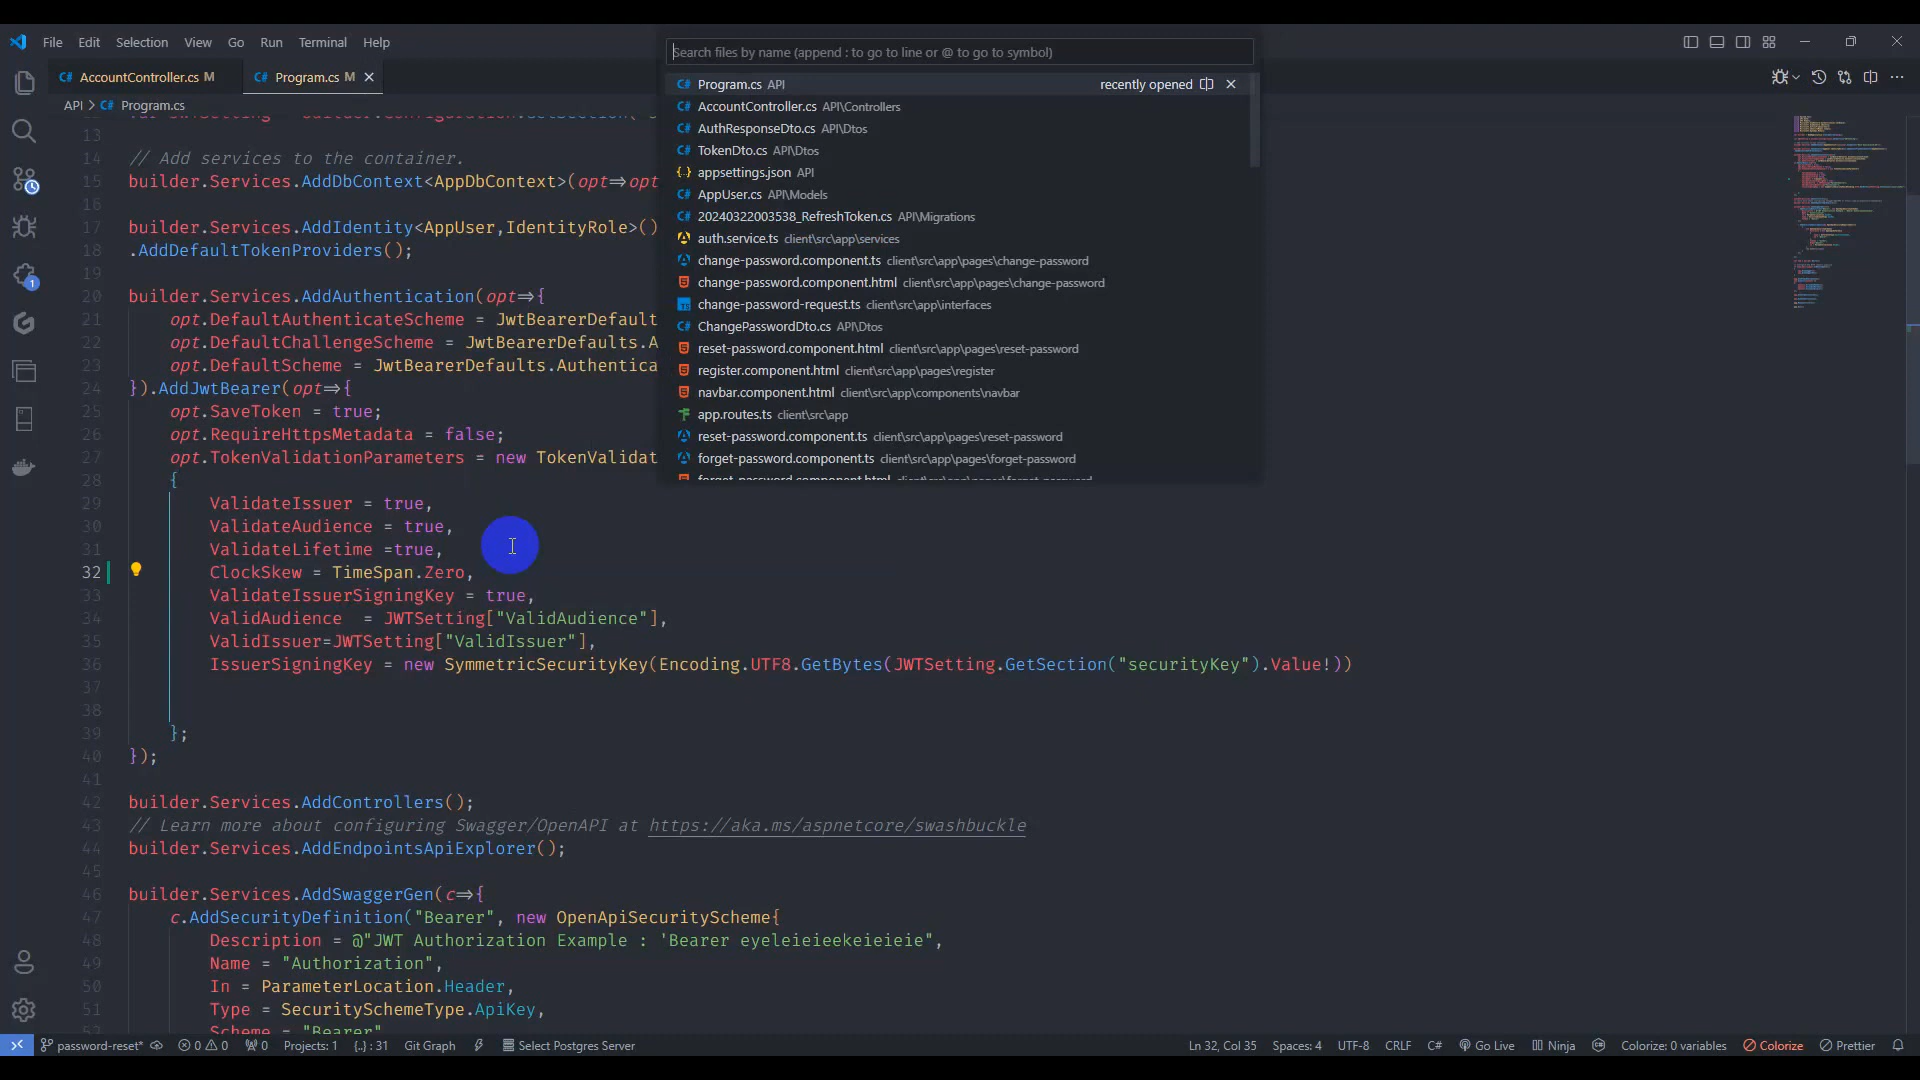 File Edit Selection View Go Run Terminal Help
Search files by name (append : to go to line or @ to go to symbol)
AccountController.cs M
Program.cs M
API > Program.cs
Program.cs API recently opened
AccountController.cs API\Controllers
AuthResponseDto.cs API\Dtos
TokenDto.cs API\Dtos
appsettings.json API
AppUser.cs API\Models
20240322003538_RefreshToken.cs API\Migrations
auth.service.ts client\src\app\services
change-password.component.ts client\src\app\pages\change-password
change-password.component.html client\src\app\pages\change-password
change-password-request.ts client\src\app\interfaces
ChangePasswordDto.cs API\Dtos
reset-password.component.html client\src\app\pages\reset-password
register.component.html client\src\app\pages\register
navbar.component.html client\src\app\components\navbar
app.routes.ts client\src\app
reset-password.component.ts client\src\app\pages\reset-password
forget-password.component.ts client\src\app\pages\forget-password
forget-password.component.html client\src\app\pages\forget-password
13
14 // Add services to the container.
15 builder.Services.AddDbContext<AppDbContext>(opt=>opt
16
17 builder.Services.AddIdentity<AppUser,IdentityRole>()
18 .AddDefaultTokenProviders();
19
20 builder.Services.AddAuthentication(opt=>{
21 opt.DefaultAuthenticateScheme = JwtBearerDefault
22 opt.DefaultChallengeScheme = JwtBearerDefaults.A
23 opt.DefaultScheme = JwtBearerDefaults.Authentica
24 }).AddJwtBearer(opt=>{
25 opt.SaveToken = true;
26 opt.RequireHttpsMetadata = false;
27 opt.TokenValidationParameters = new TokenValidat
28 {
29 ValidateIssuer = true,
30 ValidateAudience = true,
31 ValidateLifetime =true,
32 ClockSkew = TimeSpan.Zero,
33 ValidateIssuerSigningKey = true,
34 ValidAudience  = JWTSetting["ValidAudience"],
35 ValidIssuer=JWTSetting["ValidIssuer"],
36 IssuerSigningKey = new SymmetricSecurityKey(Encoding.UTF8.GetBytes(JWTSetting.GetSection("securityKey").Value!))
37
38
39 };
40 });
41
42 builder.Services.AddControllers();
43 // Learn more about configuring Swagger/OpenAPI at https://aka.ms/aspnetcore/swashbuckle
44 builder.Services.AddEndpointsApiExplorer();
45
46 builder.Services.AddSwaggerGen(c=>{
47 c.AddSecurityDefinition("Bearer", new OpenApiSecurityScheme{
48 Description = @"JWT Authorization Example : 'Bearer eyeleieieekeieieie",
49 Name = "Authorization",
50 In = ParameterLocation.Header,
51 Type = SecuritySchemeType.ApiKey,
52 Scheme = "Bearer"
1
password-reset* 0 0 0 Projects: 1 {..} : 31 Git Graph Select Postgres Server Ln 32, Col 35 Spaces: 4 UTF-8 CRLF C# Go Live Ninja Colorize: 0 variables Colorize Prettier